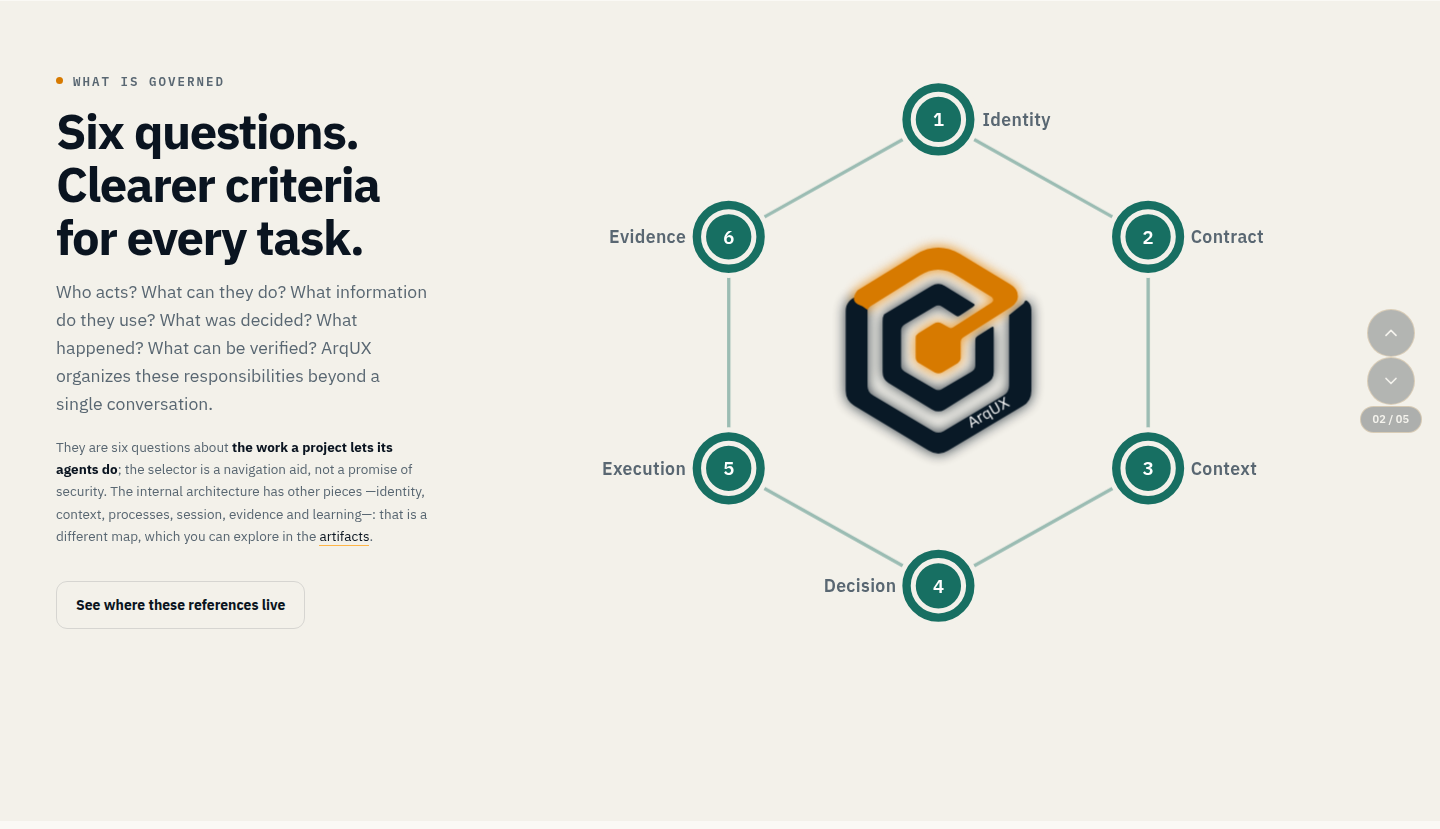 WHAT IS GOVERNED
Six questions.
Clearer criteria
for every task.
Who acts? What can they do? What information
do they use? What was decided? What
happened? What can be verified? ArqUX
organizes these responsibilities beyond a
single conversation.
They are six questions about the work a project lets its
agents do; the selector is a navigation aid, not a promise of
security. The internal architecture has other pieces —identity,
context, processes, session, evidence and learning—: that is a
different map, which you can explore in the artifacts.
See where these references live
1 Identity
Evidence 6
2 Contract
ArqUX
Execution 5
3 Context
Decision 4
02 / 05